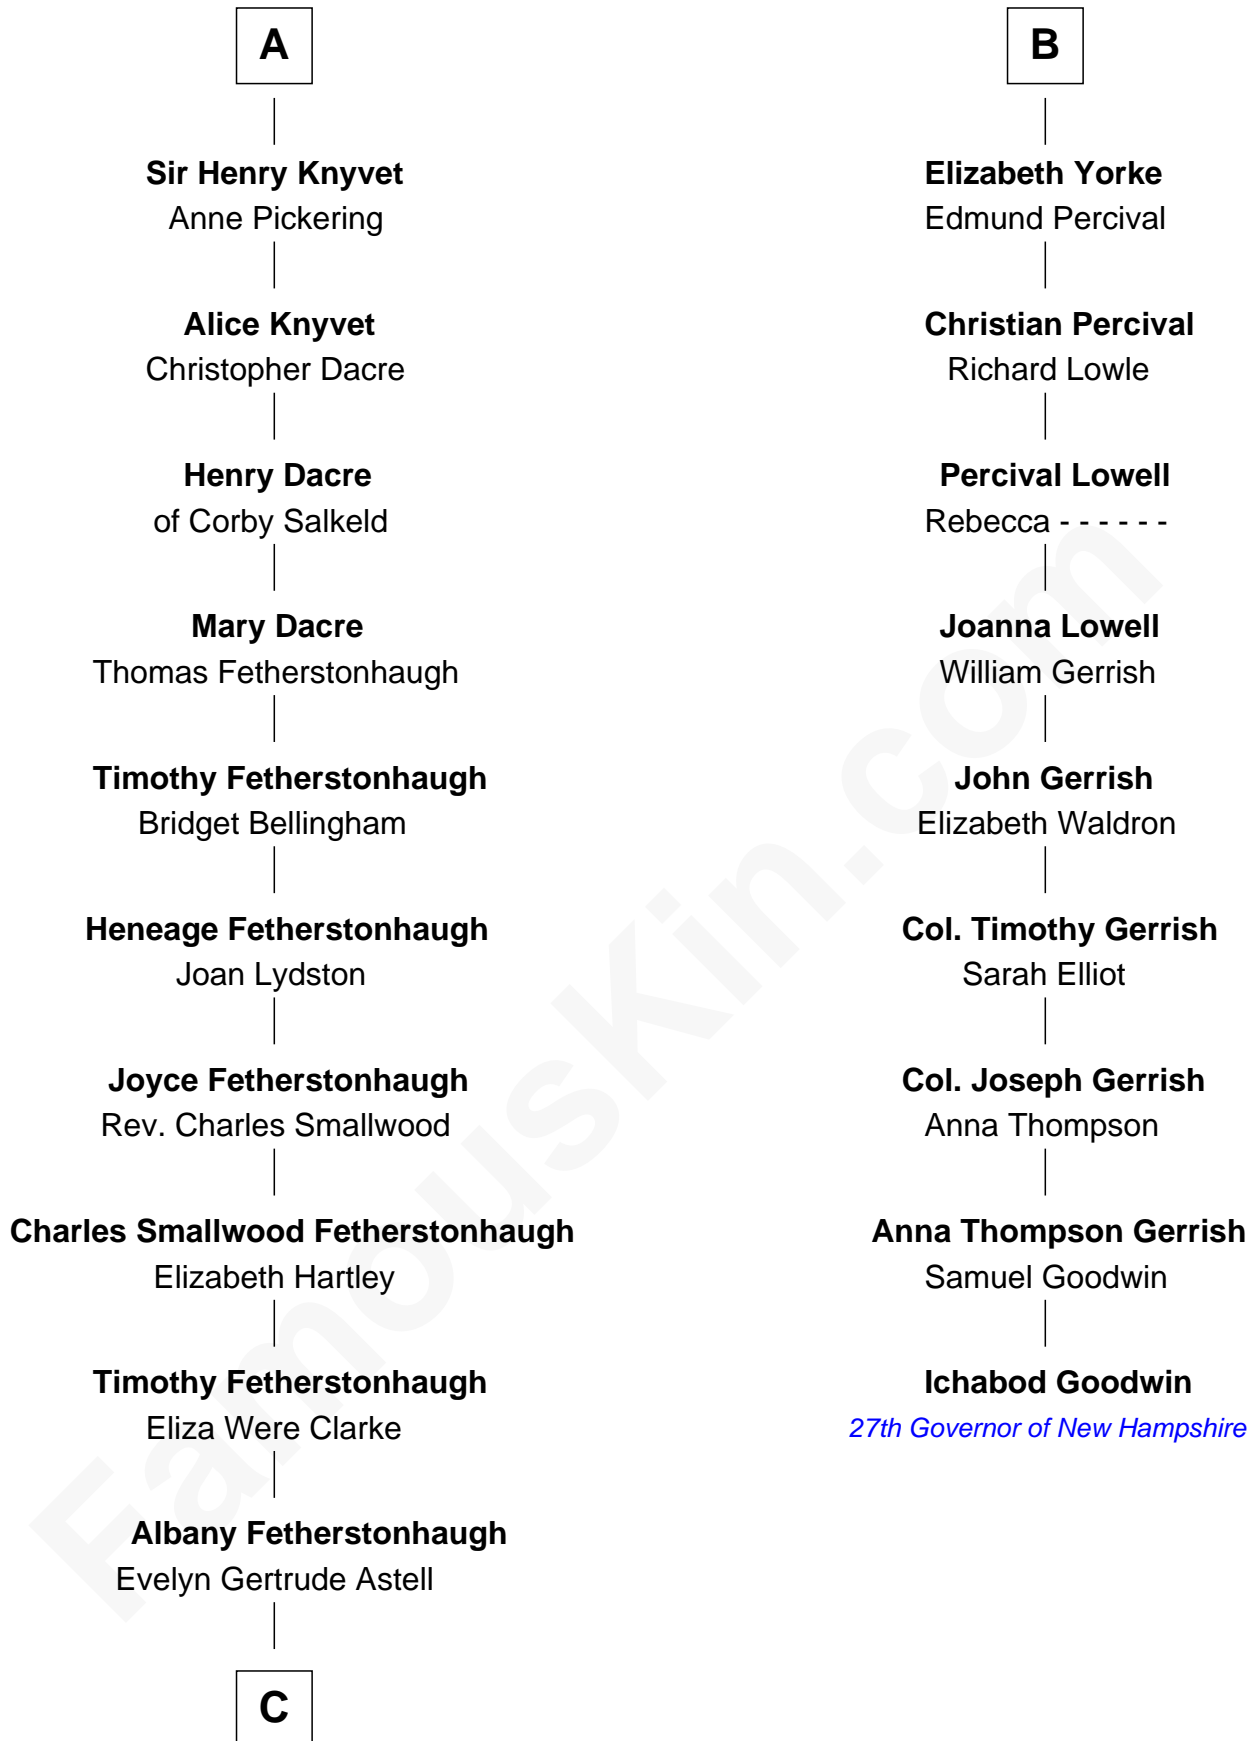 A
Sir Henry Knyvet
Anne Pickering
Alice Knyvet
Christopher Dacre
Henry Dacre
of Corby Salkeld
Mary Dacre
Thomas Fetherstonhaugh
Timothy Fetherstonhaugh
Bridget Bellingham
Heneage Fetherstonhaugh
Joan Lydston
Joyce Fetherstonhaugh
Rev. Charles Smallwood
Charles Smallwood Fetherstonhaugh
Elizabeth Hartley
Timothy Fetherstonhaugh
Eliza Were Clarke
Albany Fetherstonhaugh
Evelyn Gertrude Astell
C
B
Elizabeth Yorke
Edmund Percival
Christian Percival
Richard Lowle
Percival Lowell
Rebecca - - - - - -
Joanna Lowell
William Gerrish
John Gerrish
Elizabeth Waldron
Col. Timothy Gerrish
Sarah Elliot
Col. Joseph Gerrish
Anna Thompson
Anna Thompson Gerrish
Samuel Goodwin
Ichabod Goodwin
27th Governor of New Hampshire
FamousKin.com